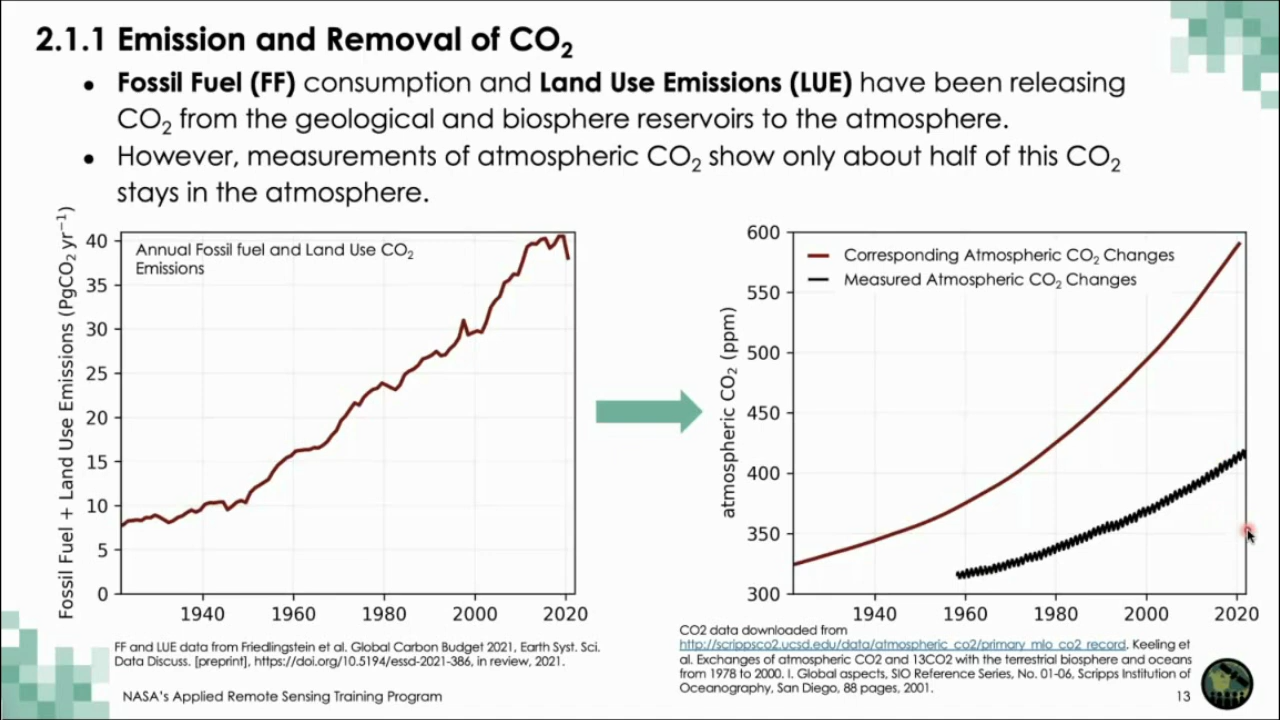 2.1.1 Emission and Removal of CO₂
• Fossil Fuel (FF) consumption and Land Use Emissions (LUE) have been releasing
CO₂ from the geological and biosphere reservoirs to the atmosphere.
• However, measurements of atmospheric CO₂ show only about half of this CO₂
stays in the atmosphere.
Fossil Fuel + Land Use Emissions (PgCO₂ yr⁻¹)
Annual Fossil fuel and Land Use CO₂
Emissions
40
35
30
25
20
15
10
5
0
1940 1960 1980 2000 2020
atmospheric CO₂ (ppm)
Corresponding Atmospheric CO₂ Changes
Measured Atmospheric CO₂ Changes
600
550
500
450
400
350
300
1940 1960 1980 2000 2020
FF and LUE data from Friedlingstein et al. Global Carbon Budget 2021, Earth Syst. Sci.
Data Discuss. [preprint], https://doi.org/10.5194/essd-2021-386, in review, 2021.
CO2 data downloaded from
http://scrippsco2.ucsd.edu/data/atmospheric_co2/primary_mlo_co2_record. Keeling et
al. Exchanges of atmospheric CO2 and 13CO2 with the terrestrial biosphere and oceans
from 1978 to 2000. I. Global aspects, SIO Reference Series, No. 01-06, Scripps Institution of
Oceanography, San Diego, 88 pages, 2001.
NASA's Applied Remote Sensing Training Program
13